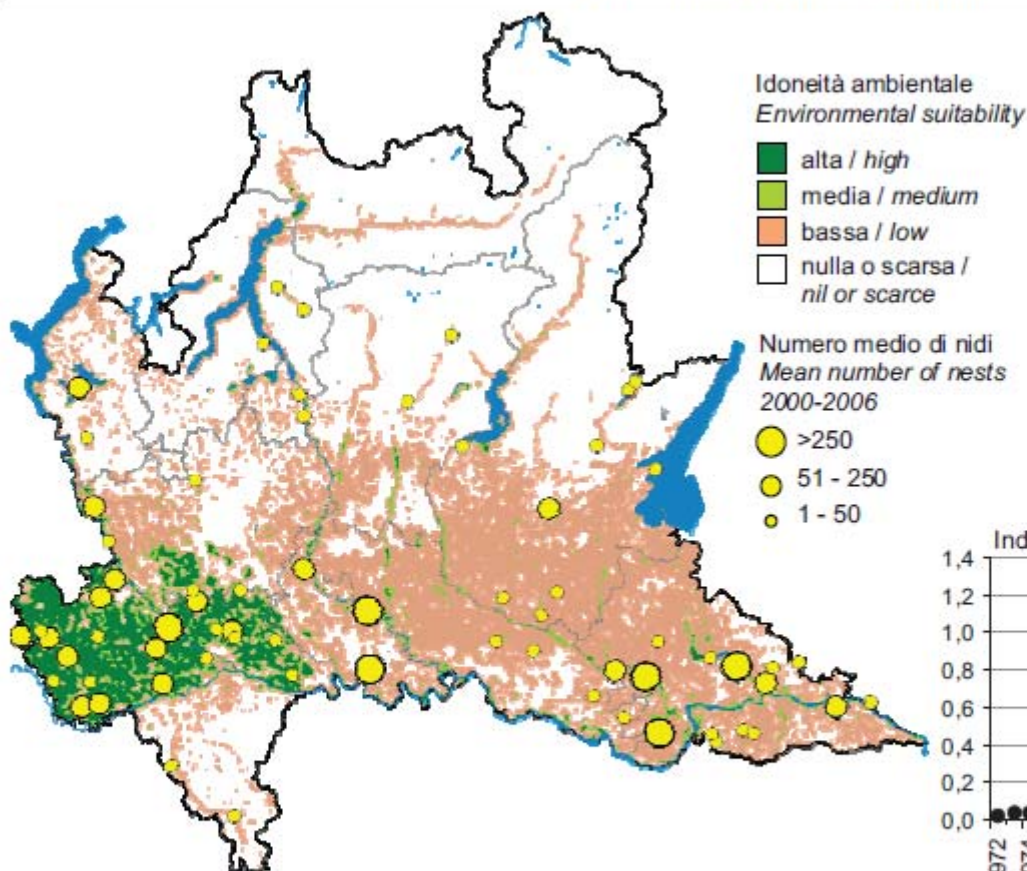 Idoneità ambientale
Environmental suitability
alta / high
media / medium
bassa / low
nulla o scarsa /
nil or scarce
Numero medio di nidi
Mean number of nests
2000-2006
>250
51 - 250
1 - 50
Ind
1,4
1,2
1,0
0,8
0,6
0,4
0,2
0,0
972